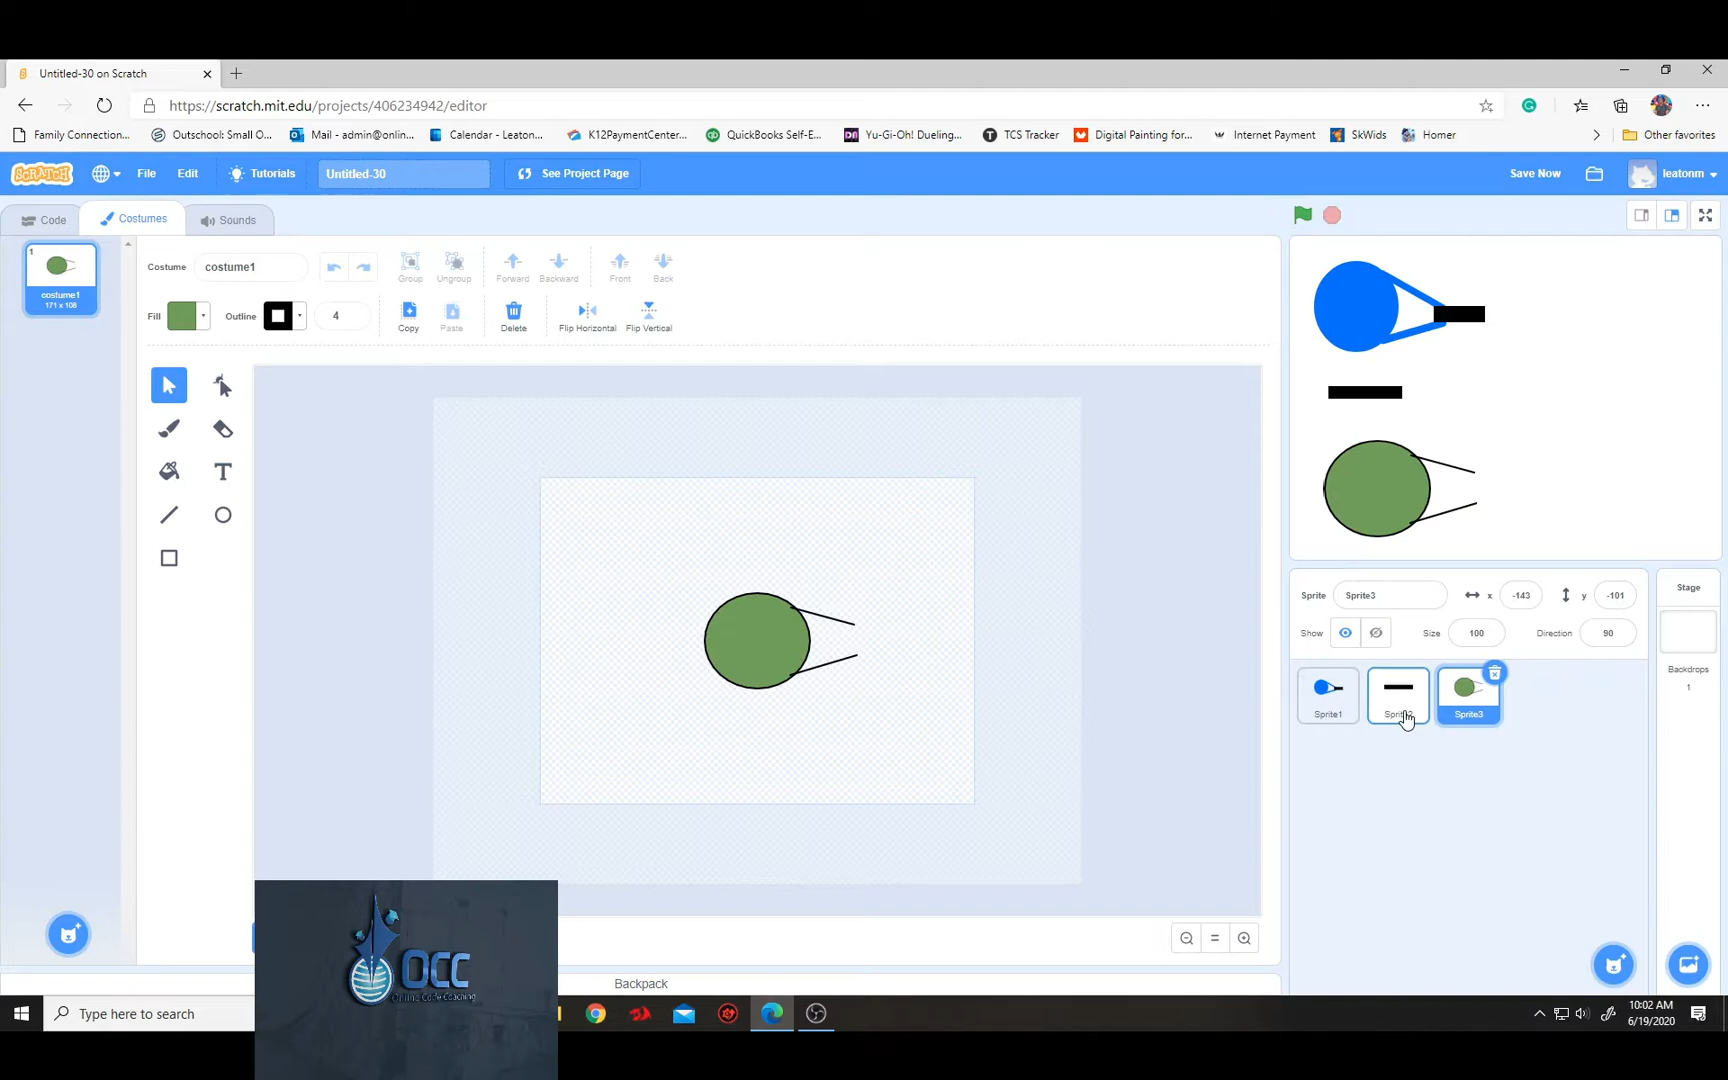 Untitled-30 on Scratch
https://scratch.mit.edu/projects/406234942/editor
Family Connection... Outschool: Small O... Mail - admin@onlin... Calendar - Leaton... K12PaymentCenter... QuickBooks Self-E... Yu-Gi-Oh! Dueling... TCS Tracker Digital Painting for... Internet Payment SkWids Homer Other favorites
SCRATCH File Edit Tutorials Untitled-30 See Project Page Save Now leatonm
Code Costumes Sounds
1
costume1
171 x 108
Costume costume1 Group Ungroup Forward Backward Front Back
Fill Outline 4 Copy Paste Delete Flip Horizontal Flip Vertical
T
Sprite Sprite3 x -143 y -101
Show Size 100 Direction 90
Stage
Backdrops
1
Sprite1 Sprite3
Backpack
OCC
Online Code Coaching
Type here to search
10:02 AM
6/19/2020